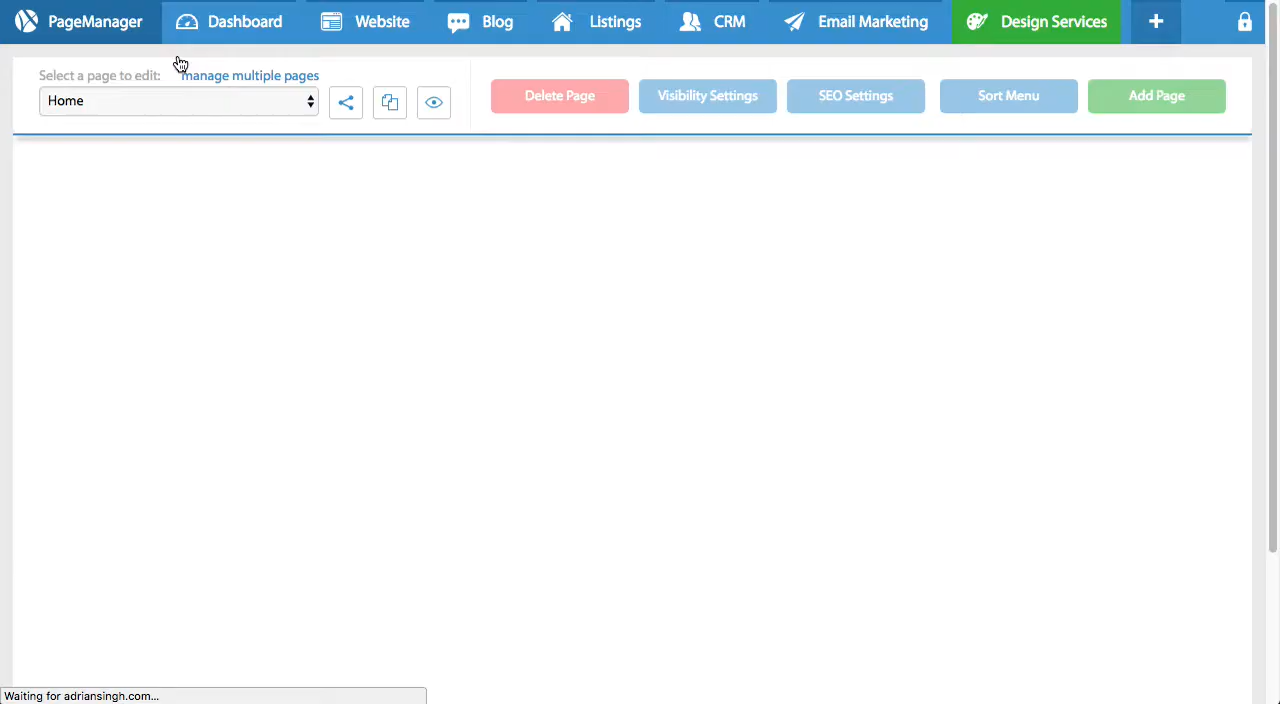 PageManager Dashboard Website Blog Listings CRM Email Marketing Design Services +
Select a page to edit: manage multiple pages
Home
Delete Page Visibility Settings SEO Settings Sort Menu Add Page
Waiting for adriansingh.com...